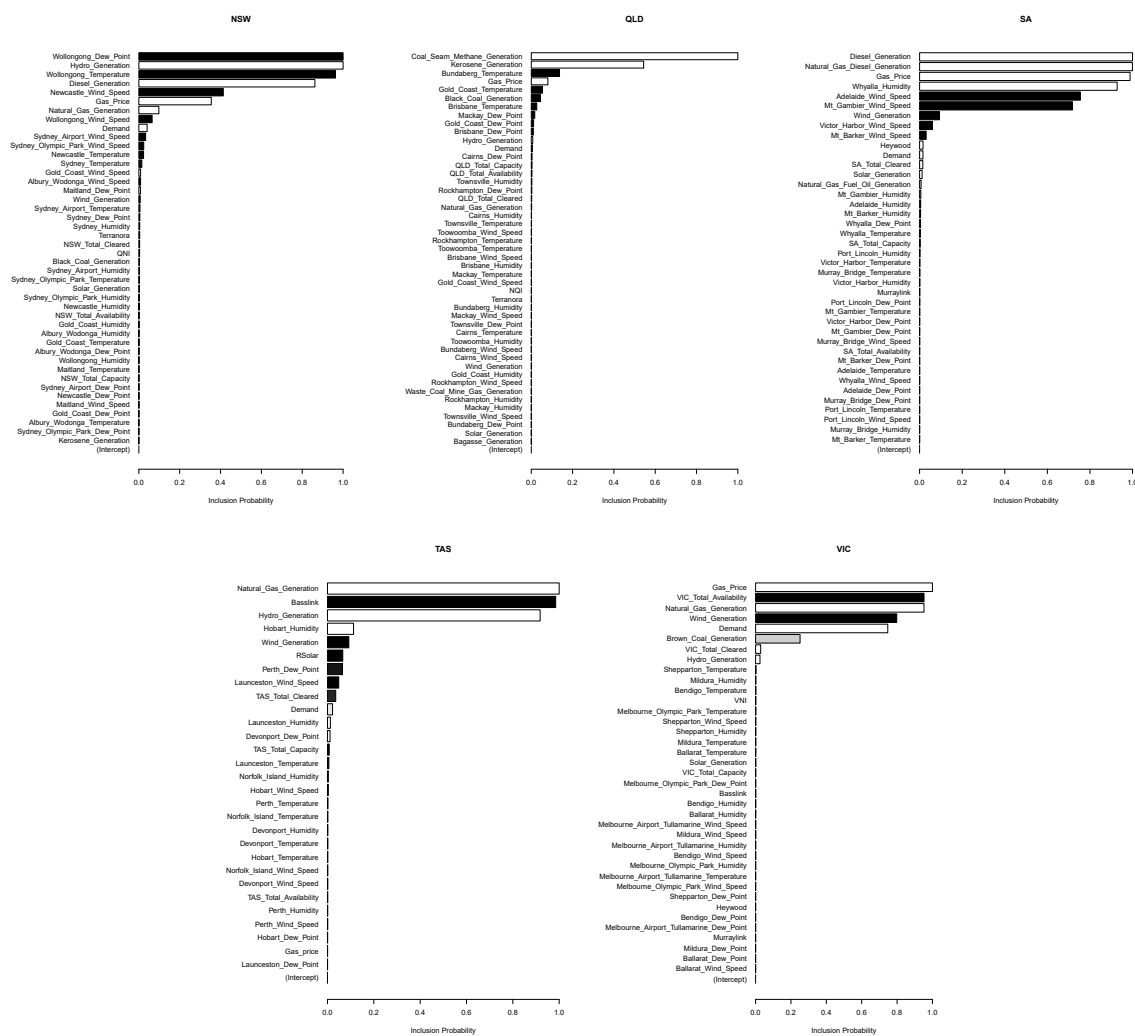 NSW
Wollongong_Dew_Point
Hydro_Generation
Wollongong_Temperature
Diesel_Generation
Newcastle_Wind_Speed
Gas_Price
Natural_Gas_Generation
Wollongong_Wind_Speed
Demand
Sydney_Airport_Wind_Speed
Sydney_Olympic_Park_Wind_Speed
Newcastle_Temperature
Sydney_Temperature
Gold_Coast_Wind_Speed
Albury_Wodonga_Wind_Speed
Maitland_Dew_Point
Wind_Generation
Sydney_Airport_Temperature
Sydney_Dew_Point
Sydney_Humidity
Terranora
NSW_Total_Cleared
QNI
Black_Coal_Generation
Sydney_Airport_Humidity
Sydney_Olympic_Park_Temperature
Solar_Generation
Sydney_Olympic_Park_Humidity
Newcastle_Humidity
NSW_Total_Availability
Gold_Coast_Humidity
Albury_Wodonga_Humidity
Gold_Coast_Temperature
Albury_Wodonga_Dew_Point
Wollongong_Humidity
Maitland_Temperature
NSW_Total_Capacity
Sydney_Airport_Dew_Point
Newcastle_Dew_Point
Maitland_Wind_Speed
Gold_Coast_Dew_Point
Albury_Wodonga_Temperature
Sydney_Olympic_Park_Dew_Point
Kerosene_Generation
(Intercept)
0.0 0.2 0.4 0.6 0.8 1.0
Inclusion Probability
QLD
Coal_Seam_Methane_Generation
Kerosene_Generation
Bundaberg_Temperature
Gas_Price
Gold_Coast_Temperature
Black_Coal_Generation
Brisbane_Temperature
Mackay_Dew_Point
Gold_Coast_Dew_Point
Brisbane_Dew_Point
Hydro_Generation
Demand
Cairns_Dew_Point
QLD_Total_Capacity
QLD_Total_Availability
Townsville_Humidity
Rockhampton_Dew_Point
QLD_Total_Cleared
Natural_Gas_Generation
Cairns_Humidity
Townsville_Temperature
Toowoomba_Wind_Speed
Rockhampton_Temperature
Toowoomba_Temperature
Brisbane_Wind_Speed
Brisbane_Humidity
Mackay_Temperature
Gold_Coast_Wind_Speed
NQI
Terranora
Bundaberg_Humidity
Mackay_Wind_Speed
Townsville_Dew_Point
Cairns_Temperature
Toowoomba_Humidity
Bundaberg_Wind_Speed
Cairns_Wind_Speed
Wind_Generation
Gold_Coast_Humidity
Rockhampton_Wind_Speed
Waste_Coal_Mine_Gas_Generation
Rockhampton_Humidity
Mackay_Humidity
Townsville_Wind_Speed
Bundaberg_Dew_Point
Solar_Generation
Bagasse_Generation
(Intercept)
0.0 0.2 0.4 0.6 0.8 1.0
Inclusion Probability
SA
Diesel_Generation
Natural_Gas_Diesel_Generation
Gas_Price
Whyalla_Humidity
Adelaide_Wind_Speed
Mt_Gambier_Wind_Speed
Wind_Generation
Victor_Harbor_Wind_Speed
Mt_Barker_Wind_Speed
Heywood
Demand
SA_Total_Cleared
Solar_Generation
Natural_Gas_Fuel_Oil_Generation
Mt_Gambier_Humidity
Adelaide_Humidity
Mt_Barker_Humidity
Whyalla_Dew_Point
Whyalla_Temperature
SA_Total_Capacity
Port_Lincoln_Humidity
Victor_Harbor_Temperature
Murray_Bridge_Temperature
Victor_Harbor_Humidity
Murraylink
Port_Lincoln_Dew_Point
Mt_Gambier_Temperature
Victor_Harbor_Dew_Point
Mt_Gambier_Dew_Point
Murray_Bridge_Wind_Speed
SA_Total_Availability
Mt_Barker_Dew_Point
Adelaide_Temperature
Whyalla_Wind_Speed
Adelaide_Dew_Point
Murray_Bridge_Dew_Point
Port_Lincoln_Temperature
Port_Lincoln_Wind_Speed
Murray_Bridge_Humidity
Mt_Barker_Temperature
(Intercept)
0.0 0.2 0.4 0.6 0.8 1.0
Inclusion Probability
TAS
Natural_Gas_Generation
Basslink
Hydro_Generation
Hobart_Humidity
Wind_Generation
RSolar
Perth_Dew_Point
Launceston_Wind_Speed
TAS_Total_Cleared
Demand
Launceston_Humidity
Devonport_Dew_Point
TAS_Total_Capacity
Launceston_Temperature
Norfolk_Island_Humidity
Hobart_Wind_Speed
Perth_Temperature
Norfolk_Island_Temperature
Devonport_Humidity
Devonport_Temperature
Hobart_Temperature
Norfolk_Island_Wind_Speed
Devonport_Wind_Speed
TAS_Total_Availability
Perth_Humidity
Perth_Wind_Speed
Hobart_Dew_Point
Gas_price
Launceston_Dew_Point
(Intercept)
0.0 0.2 0.4 0.6 0.8 1.0
Inclusion Probability
VIC
Gas_Price
VIC_Total_Availability
Natural_Gas_Generation
Wind_Generation
Demand
Brown_Coal_Generation
VIC_Total_Cleared
Hydro_Generation
Shepparton_Temperature
Mildura_Humidity
Bendigo_Temperature
VNI
Melbourne_Olympic_Park_Temperature
Shepparton_Wind_Speed
Shepparton_Humidity
Mildura_Temperature
Ballarat_Temperature
Solar_Generation
VIC_Total_Capacity
Melbourne_Olympic_Park_Dew_Point
Basslink
Bendigo_Humidity
Ballarat_Humidity
Melbourne_Airport_Tullamarine_Wind_Speed
Mildura_Wind_Speed
Melbourne_Airport_Tullamarine_Humidity
Bendigo_Wind_Speed
Melbourne_Olympic_Park_Humidity
Melbourne_Airport_Tullamarine_Temperature
Melbourne_Olympic_Park_Wind_Speed
Shepparton_Dew_Point
Heywood
Bendigo_Dew_Point
Melbourne_Airport_Tullamarine_Dew_Point
Murraylink
Mildura_Dew_Point
Ballarat_Dew_Point
Ballarat_Wind_Speed
(Intercept)
0.0 0.2 0.4 0.6 0.8 1.0
Inclusion Probability